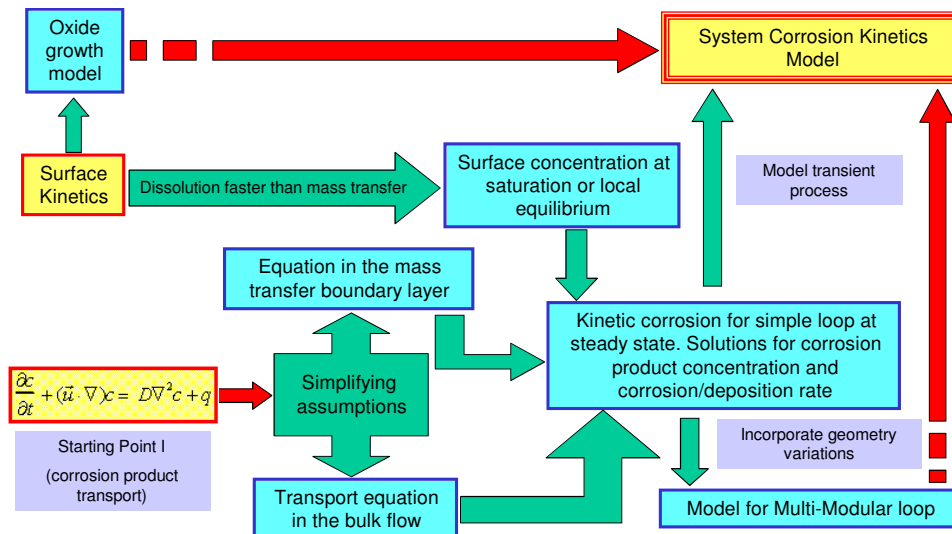 Oxide
growth
model
System Corrosion Kinetics
Model
Surface
Kinetics
Dissolution faster than mass transfer
Surface concentration at
saturation or local
equilibrium
Model transient
process
Equation in the mass
transfer boundary layer
Kinetic corrosion for simple loop at
steady state. Solutions for corrosion
product concentration and
corrosion/deposition rate
∂c/∂t + (u⃗ · ∇)c = D∇²c + q
Simplifying
assumptions
Starting Point I
(corrosion product
transport)
Incorporate geometry
variations
Transport equation
in the bulk flow
Model for Multi-Modular loop